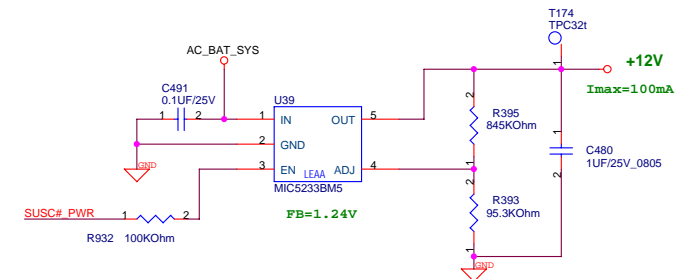 T174
TPC32t
AC_BAT_SYS
+12V
1
Imax=100mA
C491
0.1UF/25V
U39
1 2
1 IN OUT 5
2 GND
3 EN ADJ 4
LEAA
MIC5233BM5
FB=1.24V
2
R395
845KOhm
1
1
C480
1UF/25V_0805
2
2
R393
95.3KOhm
1
GND
SUSC#_PWR
1 2
R932 100KOhm
GND